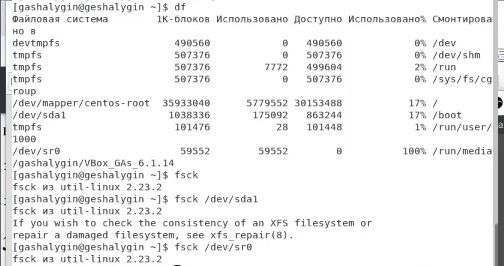 [gashalygin@geshalygin ~]$ df
Файловая система 1K-блоков Использовано Доступно Использовано% Смонтирова
но в
devtmpfs 490560 0 490560 0% /dev
tmpfs 507376 0 507376 0% /dev/shm
tmpfs 507376 7772 499604 2% /run
tmpfs 507376 0 507376 0% /sys/fs/cg
roup
/dev/mapper/centos-root 35933040 5779552 30153488 17% /
/dev/sda1 1038336 175092 863244 17% /boot
tmpfs 101476 28 101448 1% /run/user/
1000
/dev/sr0 59552 59552 0 100% /run/media
/gashalygin/VBox_GAs_6.1.14
[gashalygin@geshalygin ~]$ fsck
fsck из util-linux 2.23.2
[gashalygin@geshalygin ~]$ fsck /dev/sda1
fsck из util-linux 2.23.2
If you wish to check the consistency of an XFS filesystem or
repair a damaged filesystem, see xfs_repair(8).
[gashalygin@geshalygin ~]$ fsck /dev/sr0
fsck из util-linux 2.23.2